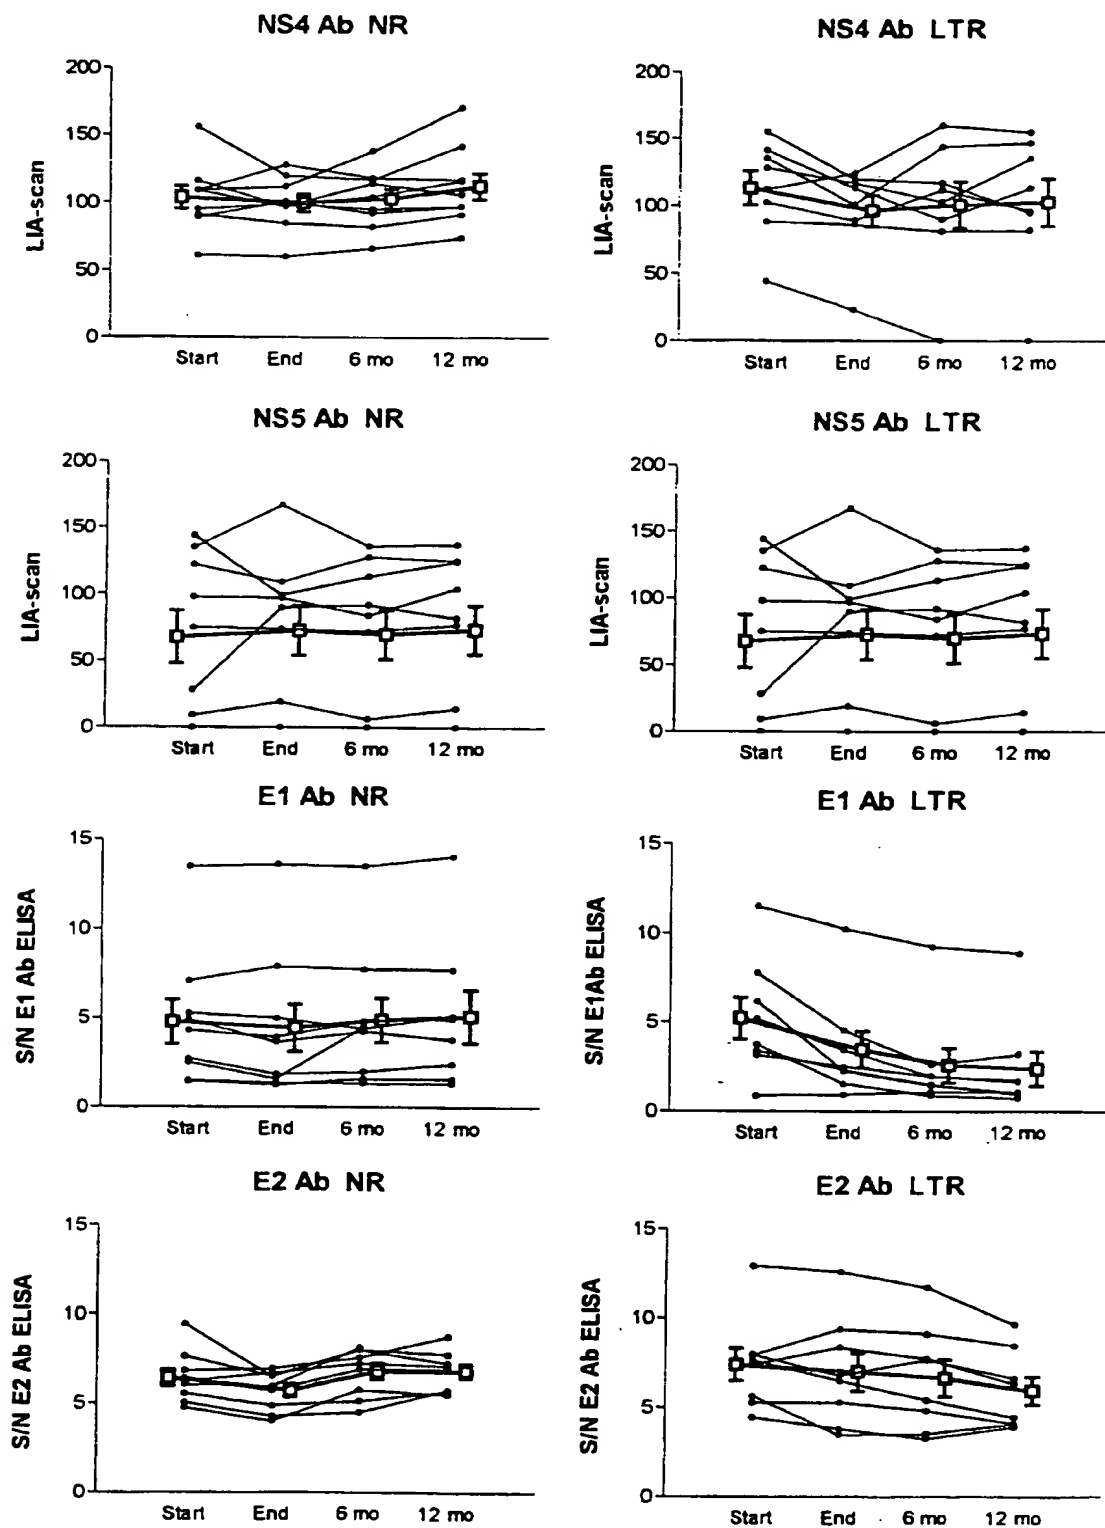 NS4 Ab NR
200
150
100
50
0
LIA-scan
Start End 6 mo 12 mo
NS4 Ab LTR
200
150
100
50
0
LIA-scan
Start End 6 mo 12 mo
NS5 Ab NR
200
150
100
50
0
LIA-scan
Start End 6 mo 12 mo
NS5 Ab LTR
200
150
100
50
0
LIA-scan
Start End 6 mo 12 mo
E1 Ab NR
15
10
5
0
S/N E1 Ab ELISA
Start End 6 mo 12 mo
E1 Ab LTR
15
10
5
0
S/N E1Ab ELISA
Start End 6 mo 12 mo
E2 Ab NR
15
10
5
0
S/N E2 Ab ELISA
Start End 6 mo 12 mo
E2 Ab LTR
15
10
5
0
S/N E2 Ab ELISA
Start End 6 mo 12 mo